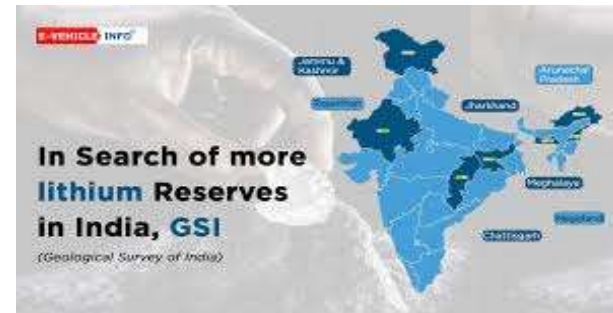 E-VEHICLE INFO
Jammu &
Kashmir
Arunachal
Pradesh
Rajasthan
Jharkhand
In Search of more
lithium Reserves
in India, GSI
(Geological Survey of India)
Meghalaya
Nagaland
Chattisgarh